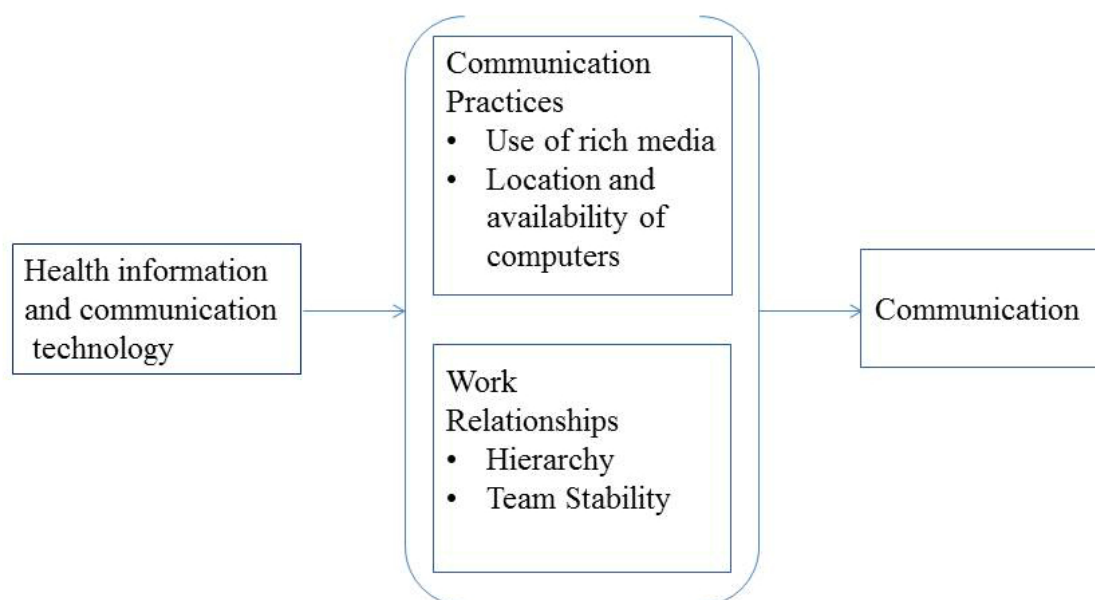 Health information
and communication
technology
Communication
Practices
• Use of rich media
• Location and
availability of
computers
Work
Relationships
• Hierarchy
• Team Stability
Communication